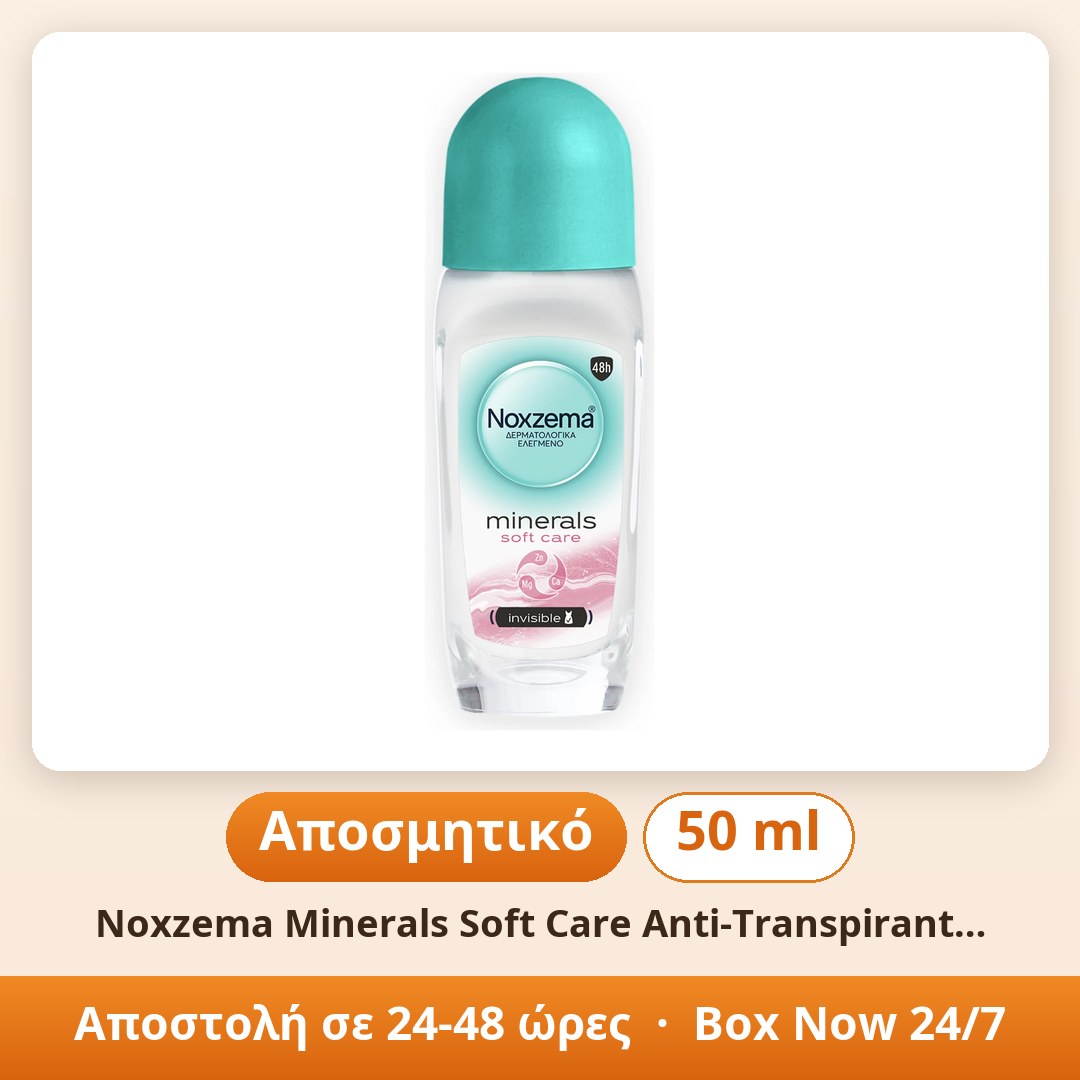 48h
Noxzema®
ΔΕΡΜΑΤΟΛΟΓΙΚΑ
ΕΛΕΓΜΕΝΟ
minerals
soft care
Zn
Mg Ca
invisible
Αποσμητικό 50 ml
Noxzema Minerals Soft Care Anti-Transpirant...
Αποστολή σε 24-48 ώρες · Box Now 24/7